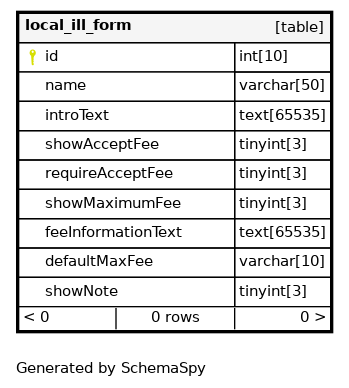 local_ill_form [table]
id int[10]
name varchar[50]
introText text[65535]
showAcceptFee tinyint[3]
requireAcceptFee tinyint[3]
showMaximumFee tinyint[3]
feeInformationText text[65535]
defaultMaxFee varchar[10]
showNote tinyint[3]
< 0 0 rows 0 >
Generated by SchemaSpy